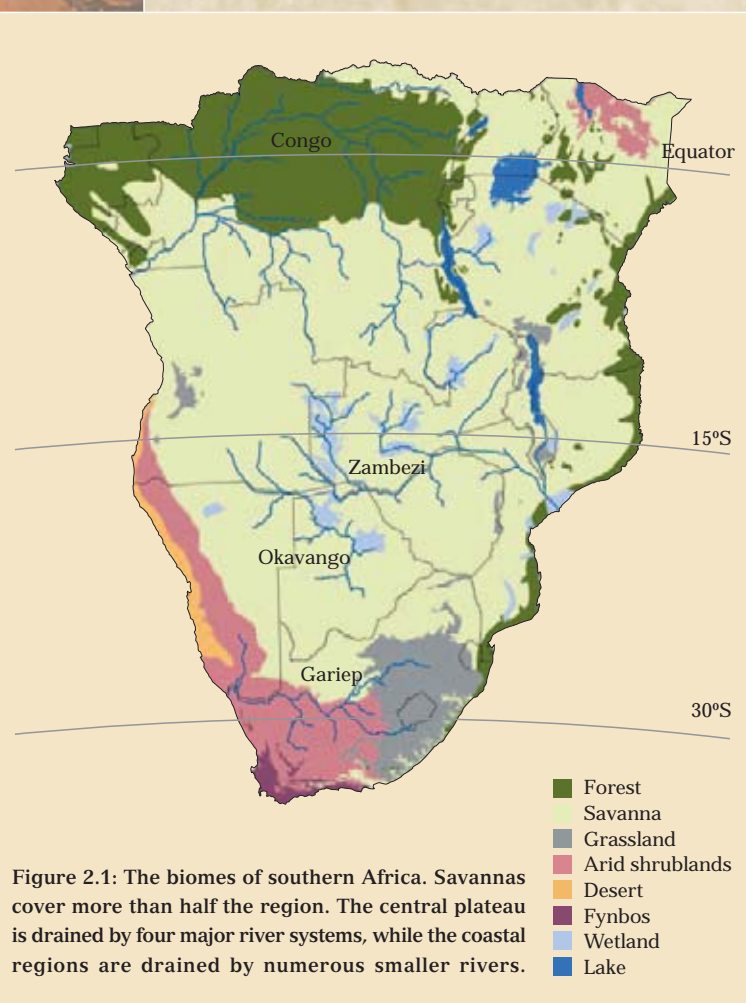 Congo
Equator
15ºS
Zambezi
Okavango
Gariep
30ºS
Forest
Savanna
Grassland
Arid shrublands
Desert
Fynbos
Wetland
Lake
Figure 2.1: The biomes of southern Africa. Savannas
cover more than half the region. The central plateau
is drained by four major river systems, while the coastal
regions are drained by numerous smaller rivers.